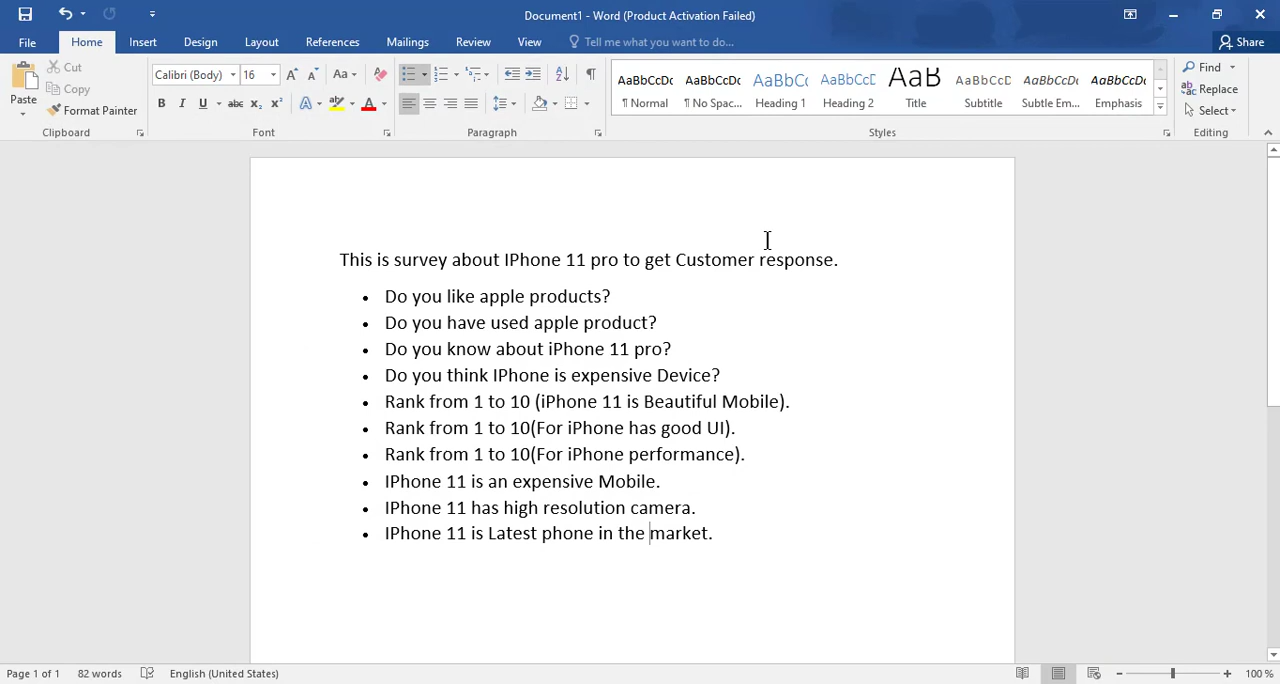 Document1 - Word (Product Activation Failed)
File Home Insert Design Layout References Mailings Review View Tell me what you want to do... Share
Paste
Cut
Copy
Format Painter
Clipboard
Calibri (Body) 16
Font
Paragraph
AaBbCcDc AaBbCcDc AaBbCc AaBbCcC AaB AaBbCcD AaBbCcDc AaBbCcDc
¶ Normal ¶ No Spac... Heading 1 Heading 2 Title Subtitle Subtle Em... Emphasis
Styles
Find
Replace
Select
Editing
This is survey about IPhone 11 pro to get Customer response.
• Do you like apple products?
• Do you have used apple product?
• Do you know about iPhone 11 pro?
• Do you think IPhone is expensive Device?
• Rank from 1 to 10 (iPhone 11 is Beautiful Mobile).
• Rank from 1 to 10(For iPhone has good UI).
• Rank from 1 to 10(For iPhone performance).
• IPhone 11 is an expensive Mobile.
• IPhone 11 has high resolution camera.
• IPhone 11 is Latest phone in the market.
Page 1 of 1 82 words English (United States) 100 %